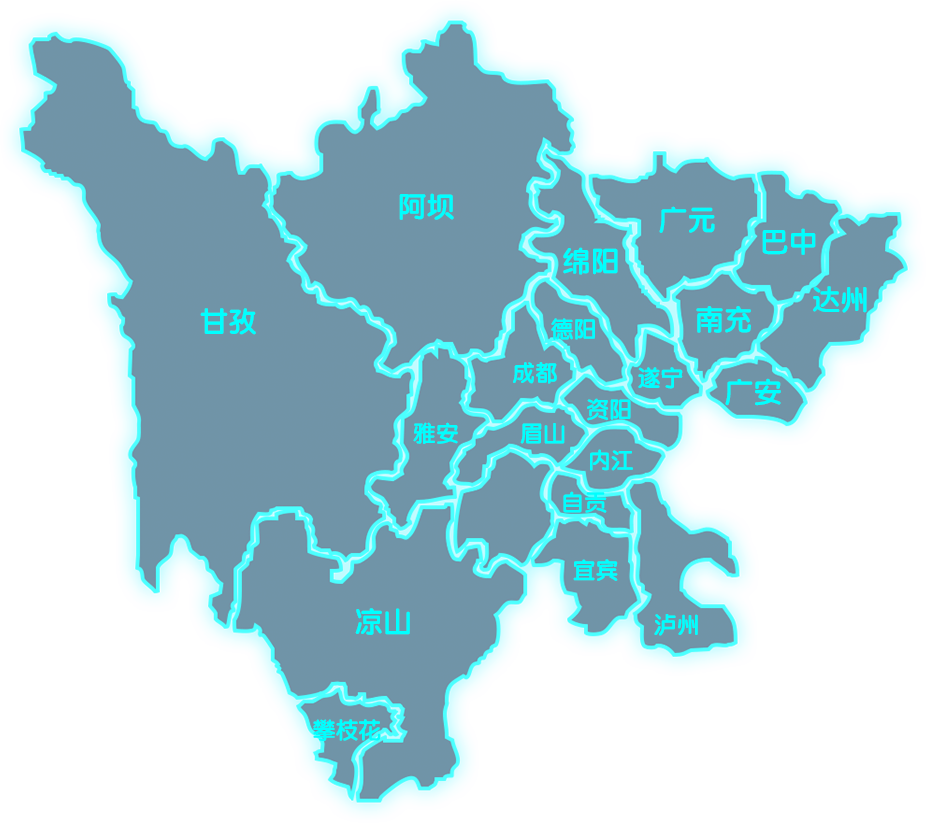 阿坝
广元
巴中
绵阳
达州
甘孜
南充
德阳
成都
遂宁
广安
资阳
雅安
眉山
内江
自贡
宜宾
凉山
泸州
攀枝花